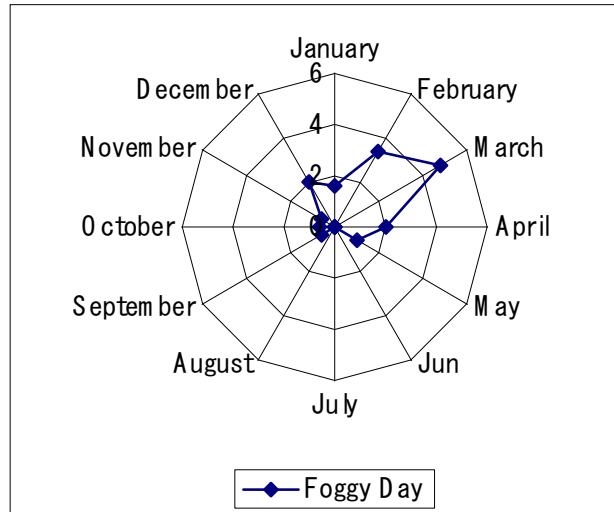 January
6
December
February
4
November
March
2
October
0
April
September
May
August
Jun
July
Foggy Day